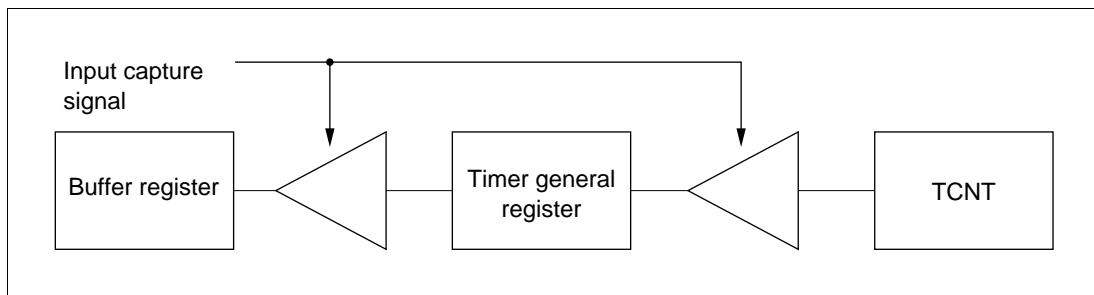 Input capture
signal
Buffer register
Timer general
register
TCNT